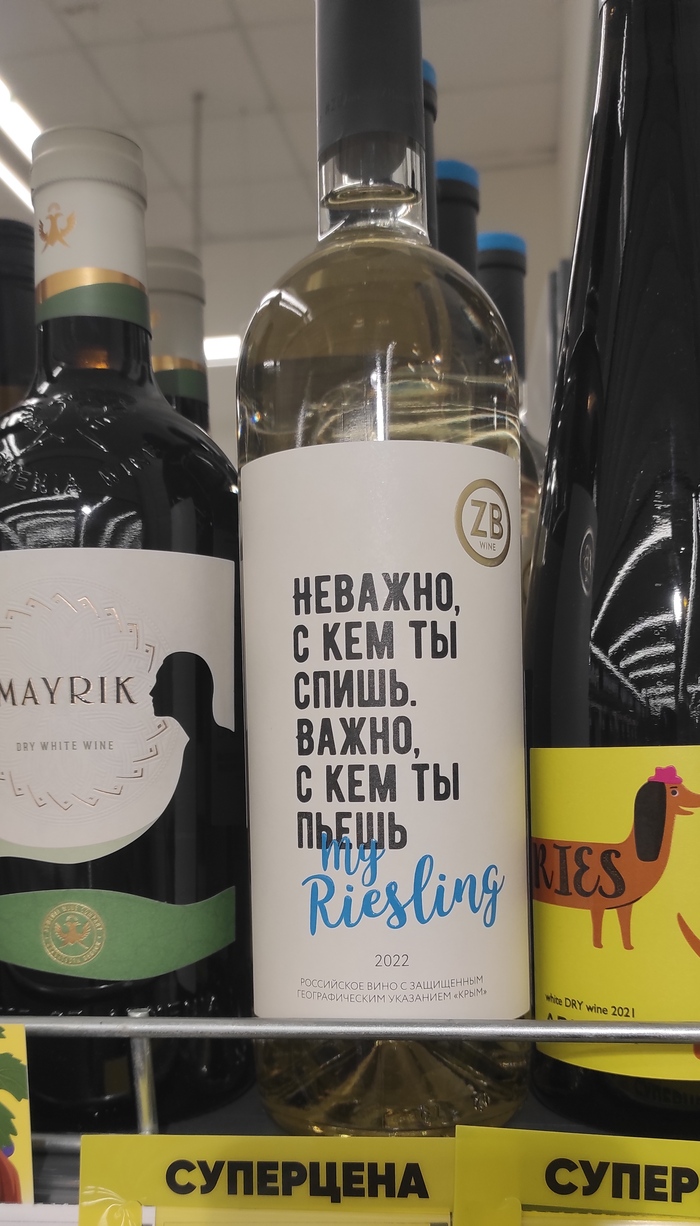 ZB
WINE
НЕВАЖНО,
С КЕМ ТЫ
СПИШЬ.
ВАЖНО,
С КЕМ ТЫ
ПЬЕШЬ
My
Riesling
2022
РОССИЙСКОЕ ВИНО С ЗАЩИЩЕННЫМ
ГЕОГРАФИЧЕСКИМ УКАЗАНИЕМ «КРЫМ»
MAYRIK
DRY WHITE WINE
RIES
white DRY wine 2021
СУПЕРЦЕНА
СУПЕР